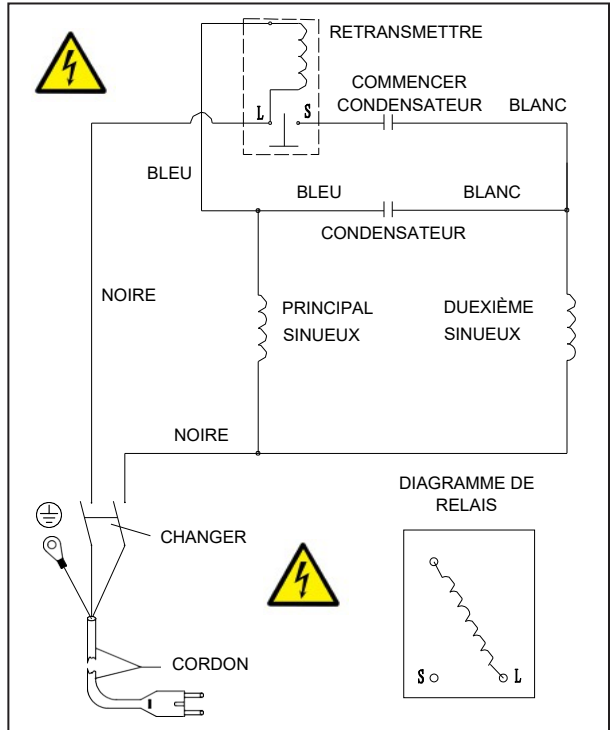 RETRANSMETTRE
COMMENCER
CONDENSATEUR
BLANC
L
S
BLEU
BLEU
BLANC
CONDENSATEUR
NOIRE
PRINCIPAL
SINUEUX
DUEXIÈME
SINUEUX
NOIRE
DIAGRAMME DE
RELAIS
CHANGER
S
L
CORDON